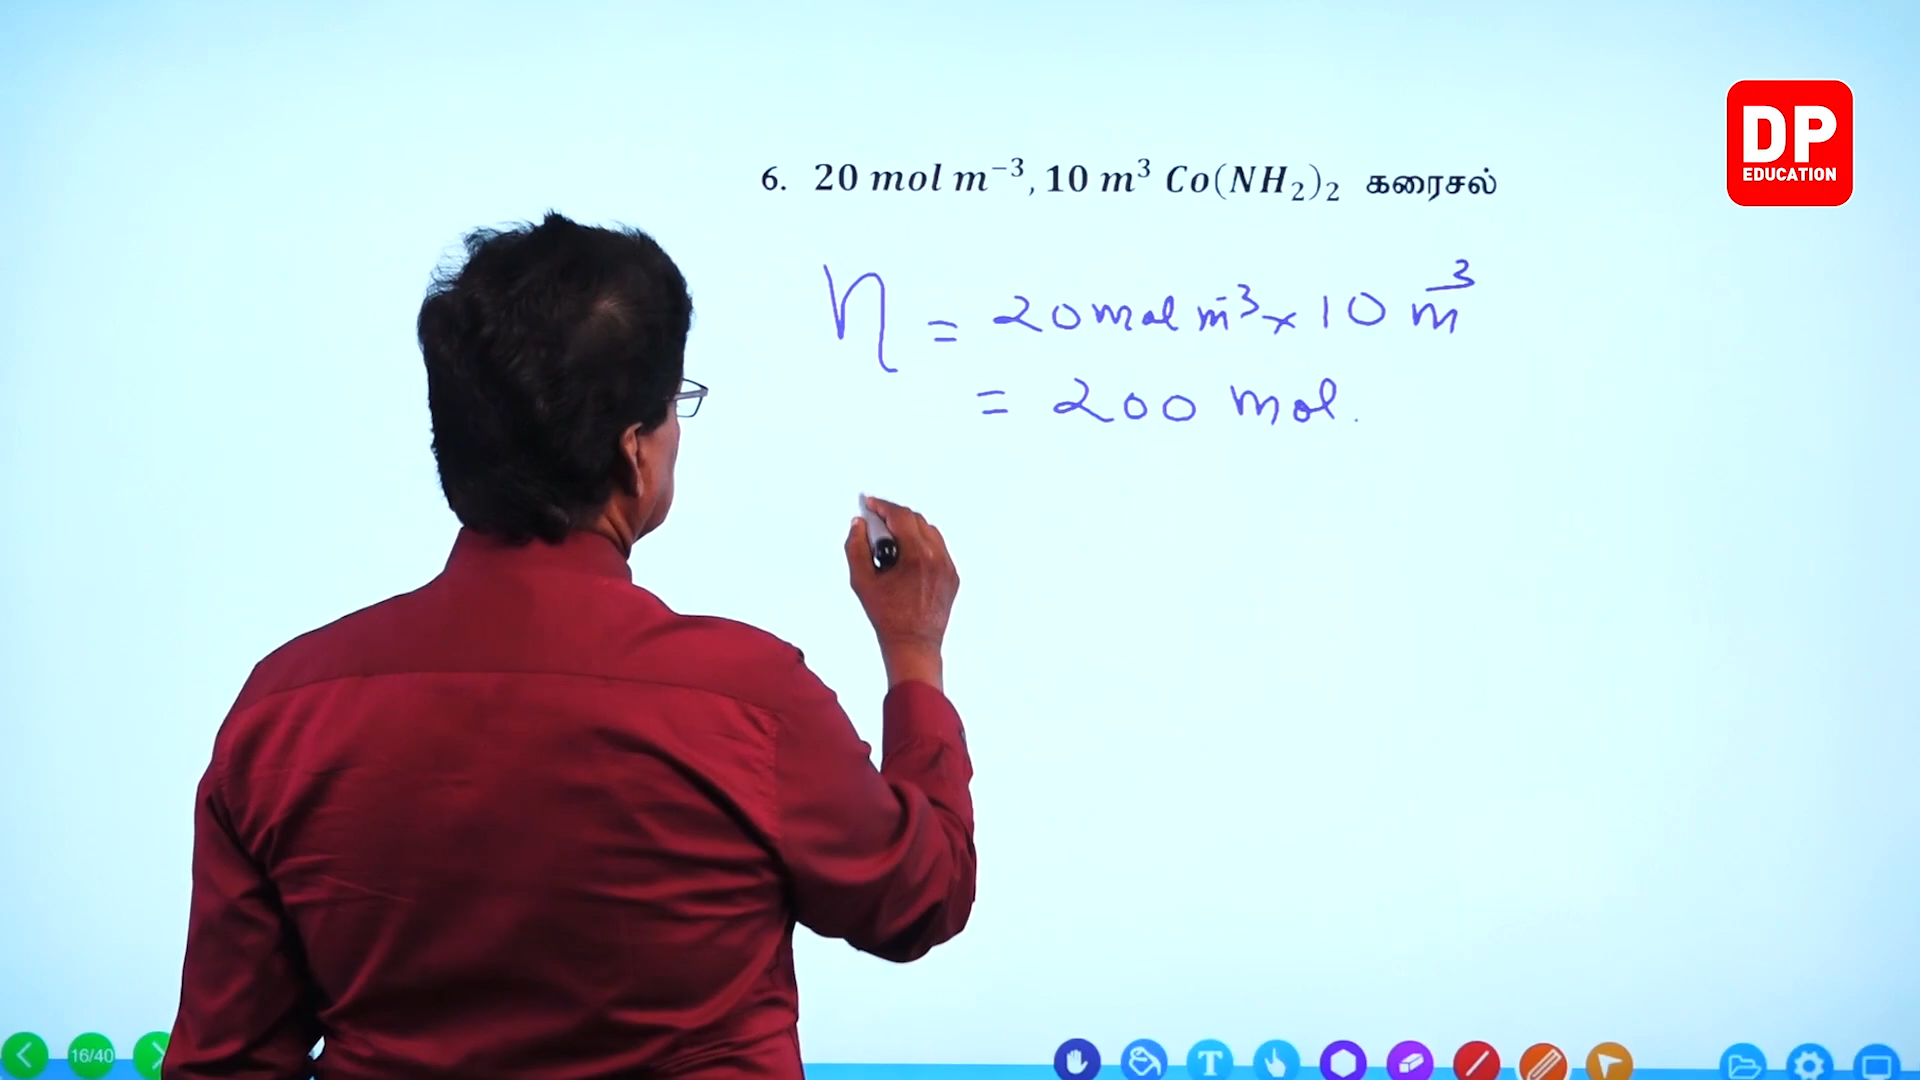 DP
EDUCATION
6. 20 mol m⁻³, 10 m³ Co(NH₂)₂ கரைசல்
n = 20 mol m⁻³ × 10 m³
= 200 mol.
16/40
T